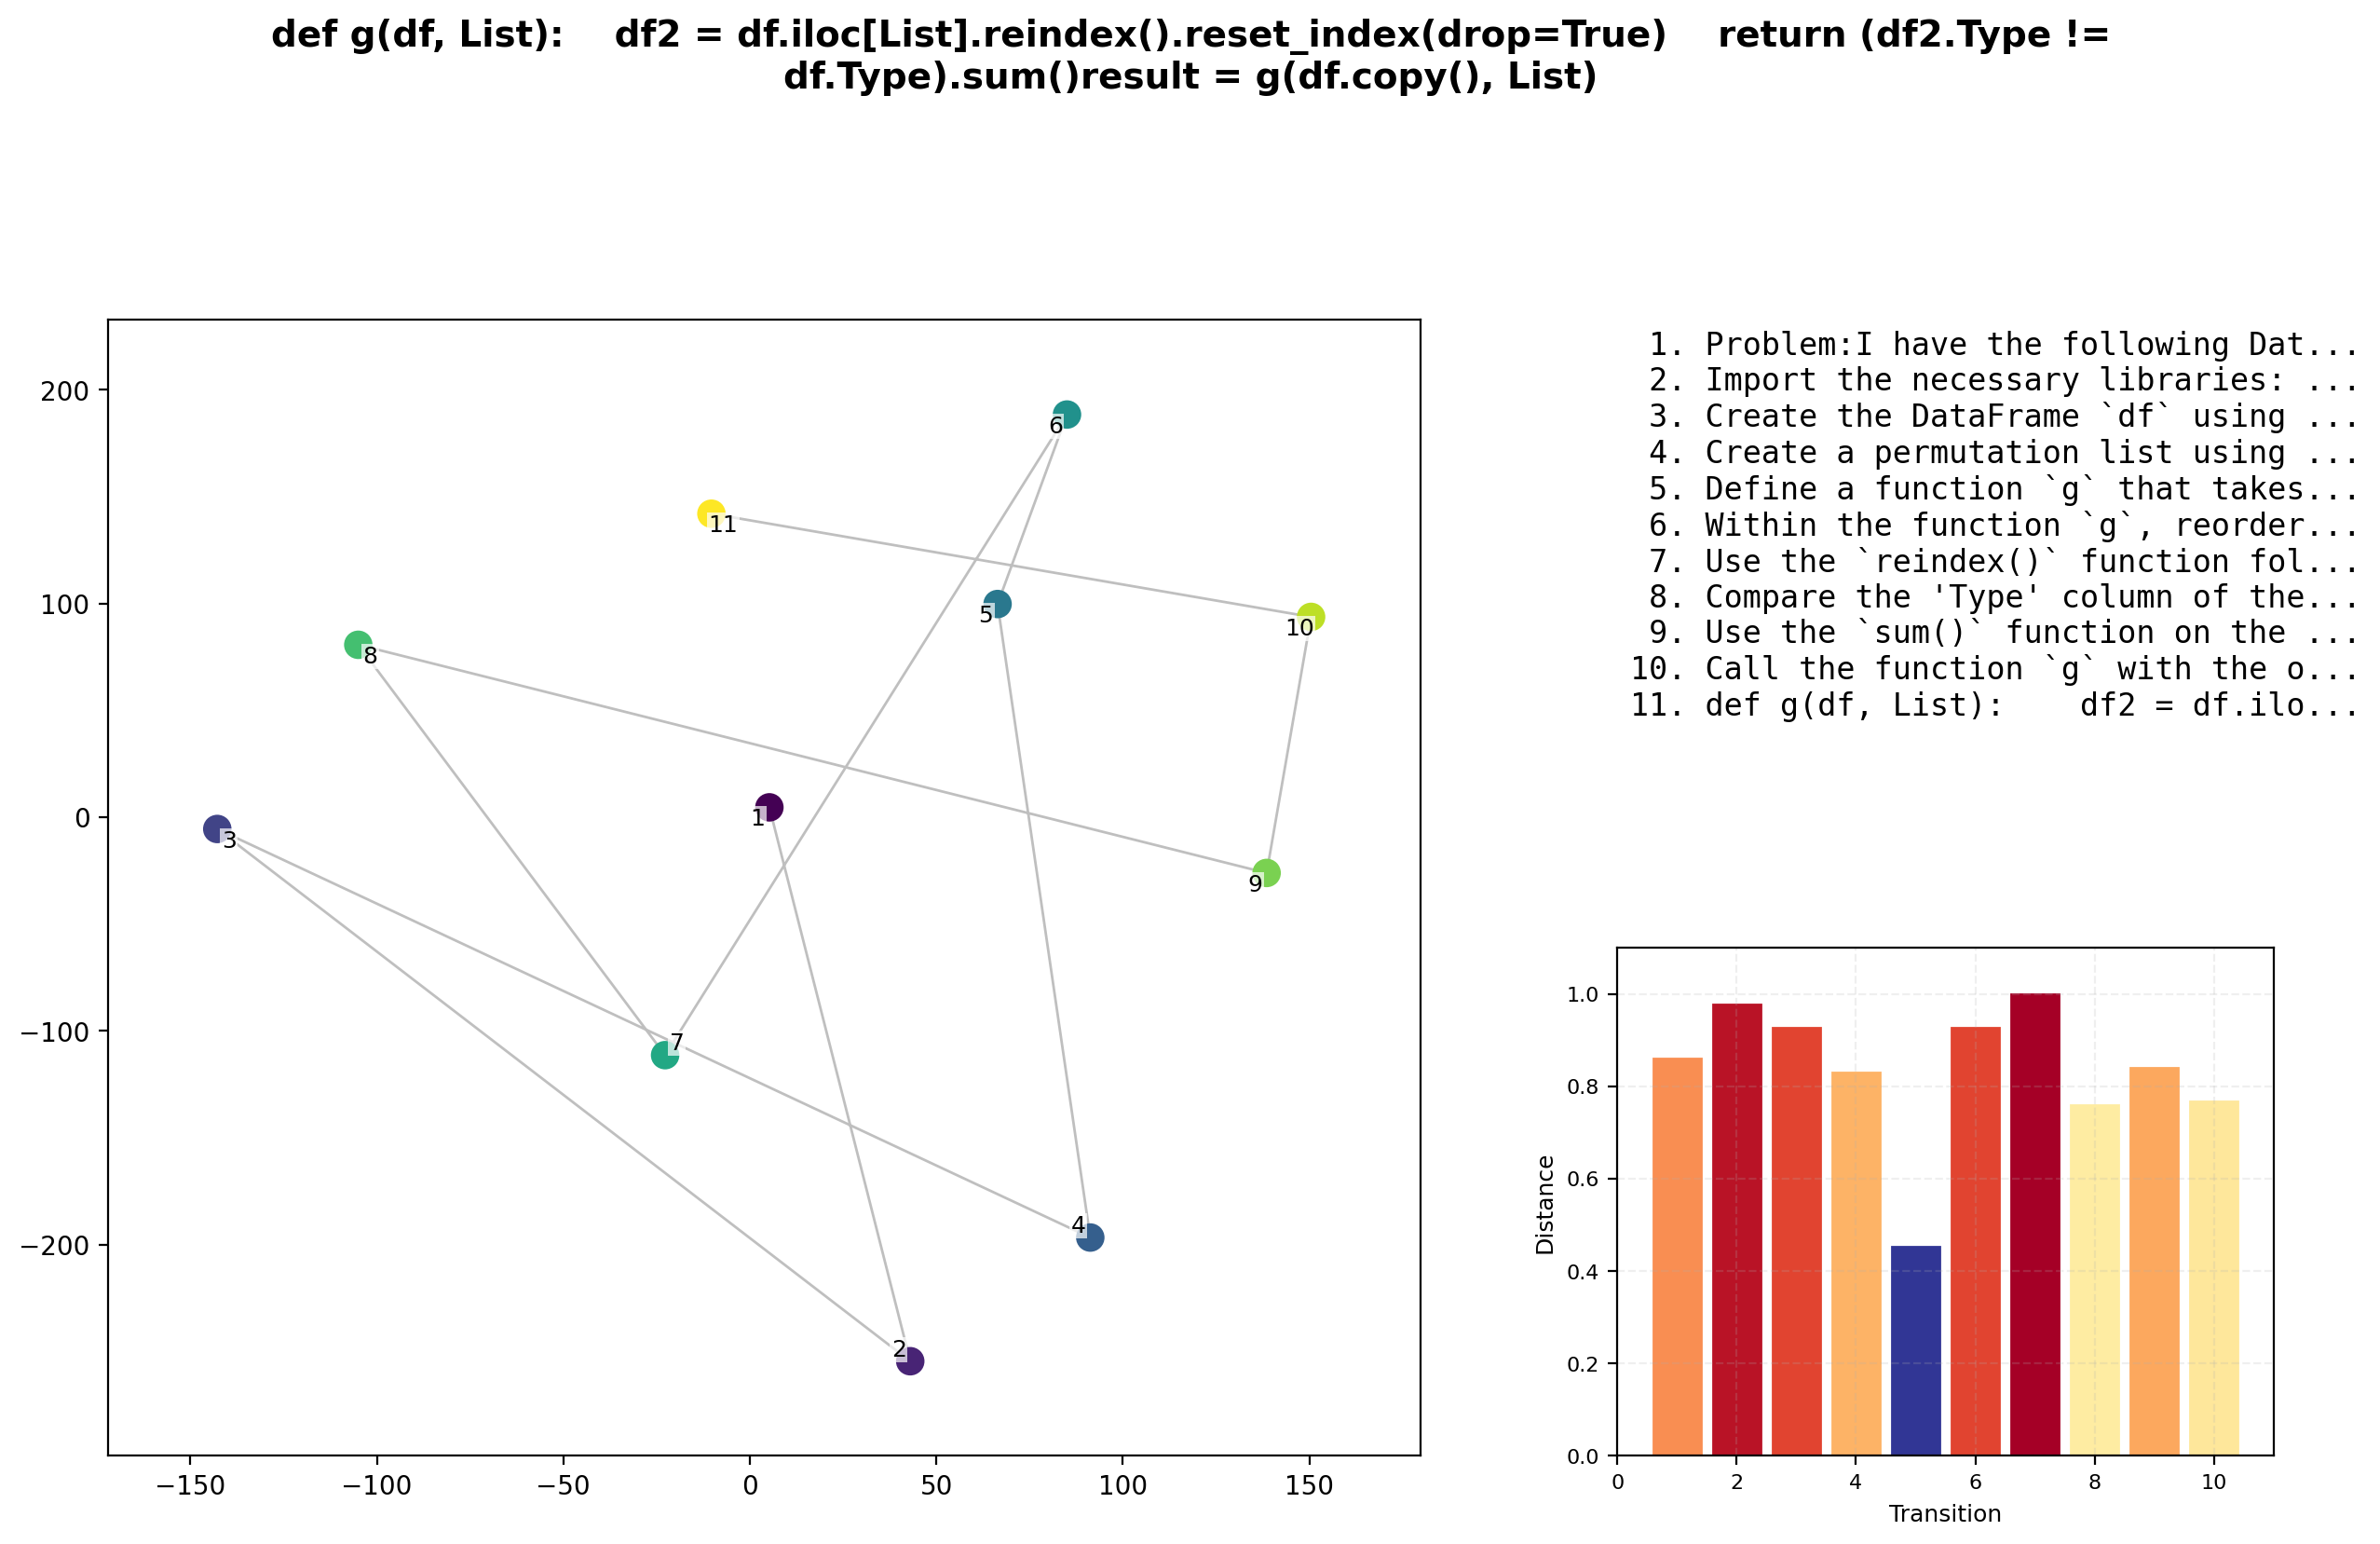 def g(df, List):    df2 = df.iloc[List].reindex().reset_index(drop=True)    return (df2.Type !=
df.Type).sum()result = g(df.copy(), List)
200
100
0
−100
−200
−150
−100
−50
0
50
100
150
6
11
5
10
8
1
3
9
7
4
2
1. Problem:I have the following Dat...
2. Import the necessary libraries: ...
3. Create the DataFrame `df` using ...
4. Create a permutation list using ...
5. Define a function `g` that takes...
6. Within the function `g`, reorder...
7. Use the `reindex()` function fol...
8. Compare the 'Type' column of the...
9. Use the `sum()` function on the ...
10. Call the function `g` with the o...
11. def g(df, List):    df2 = df.ilo...
Distance
1.0
0.8
0.6
0.4
0.2
0.0
0
2
4
6
8
10
Transition